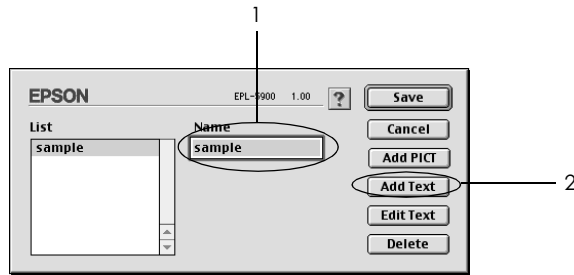 1
EPSON
EPL-5900 1.00
?
Save
List
Name
Cancel
sample
sample
Add PICT
Add Text
2
Edit Text
Delete